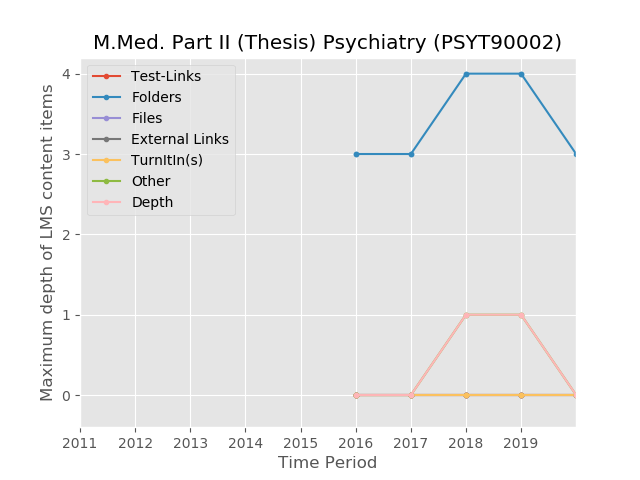 M.Med. Part II (Thesis) Psychiatry (PSYT90002)
Test-Links
Folders
Files
External Links
TurnItIn(s)
Other
Depth
Maximum depth of LMS content items
4
3
2
1
0
2011 2012 2013 2014 2015 2016 2017 2018 2019
Time Period